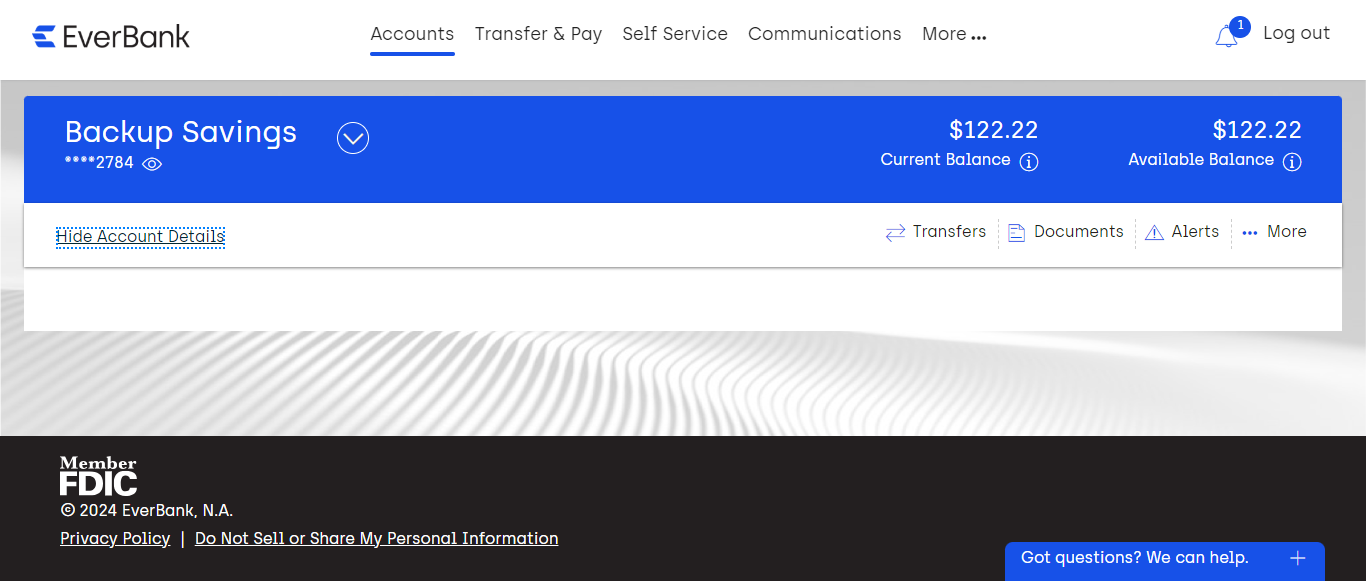 EverBank
Accounts Transfer & Pay Self Service Communications More ... 1 Log out
Backup Savings
****2784
$122.22 $122.22
Current Balance Available Balance
Hide Account Details
Transfers Documents Alerts ... More
Member
FDIC
© 2024 EverBank, N.A.
Privacy Policy | Do Not Sell or Share My Personal Information
Got questions? We can help. +